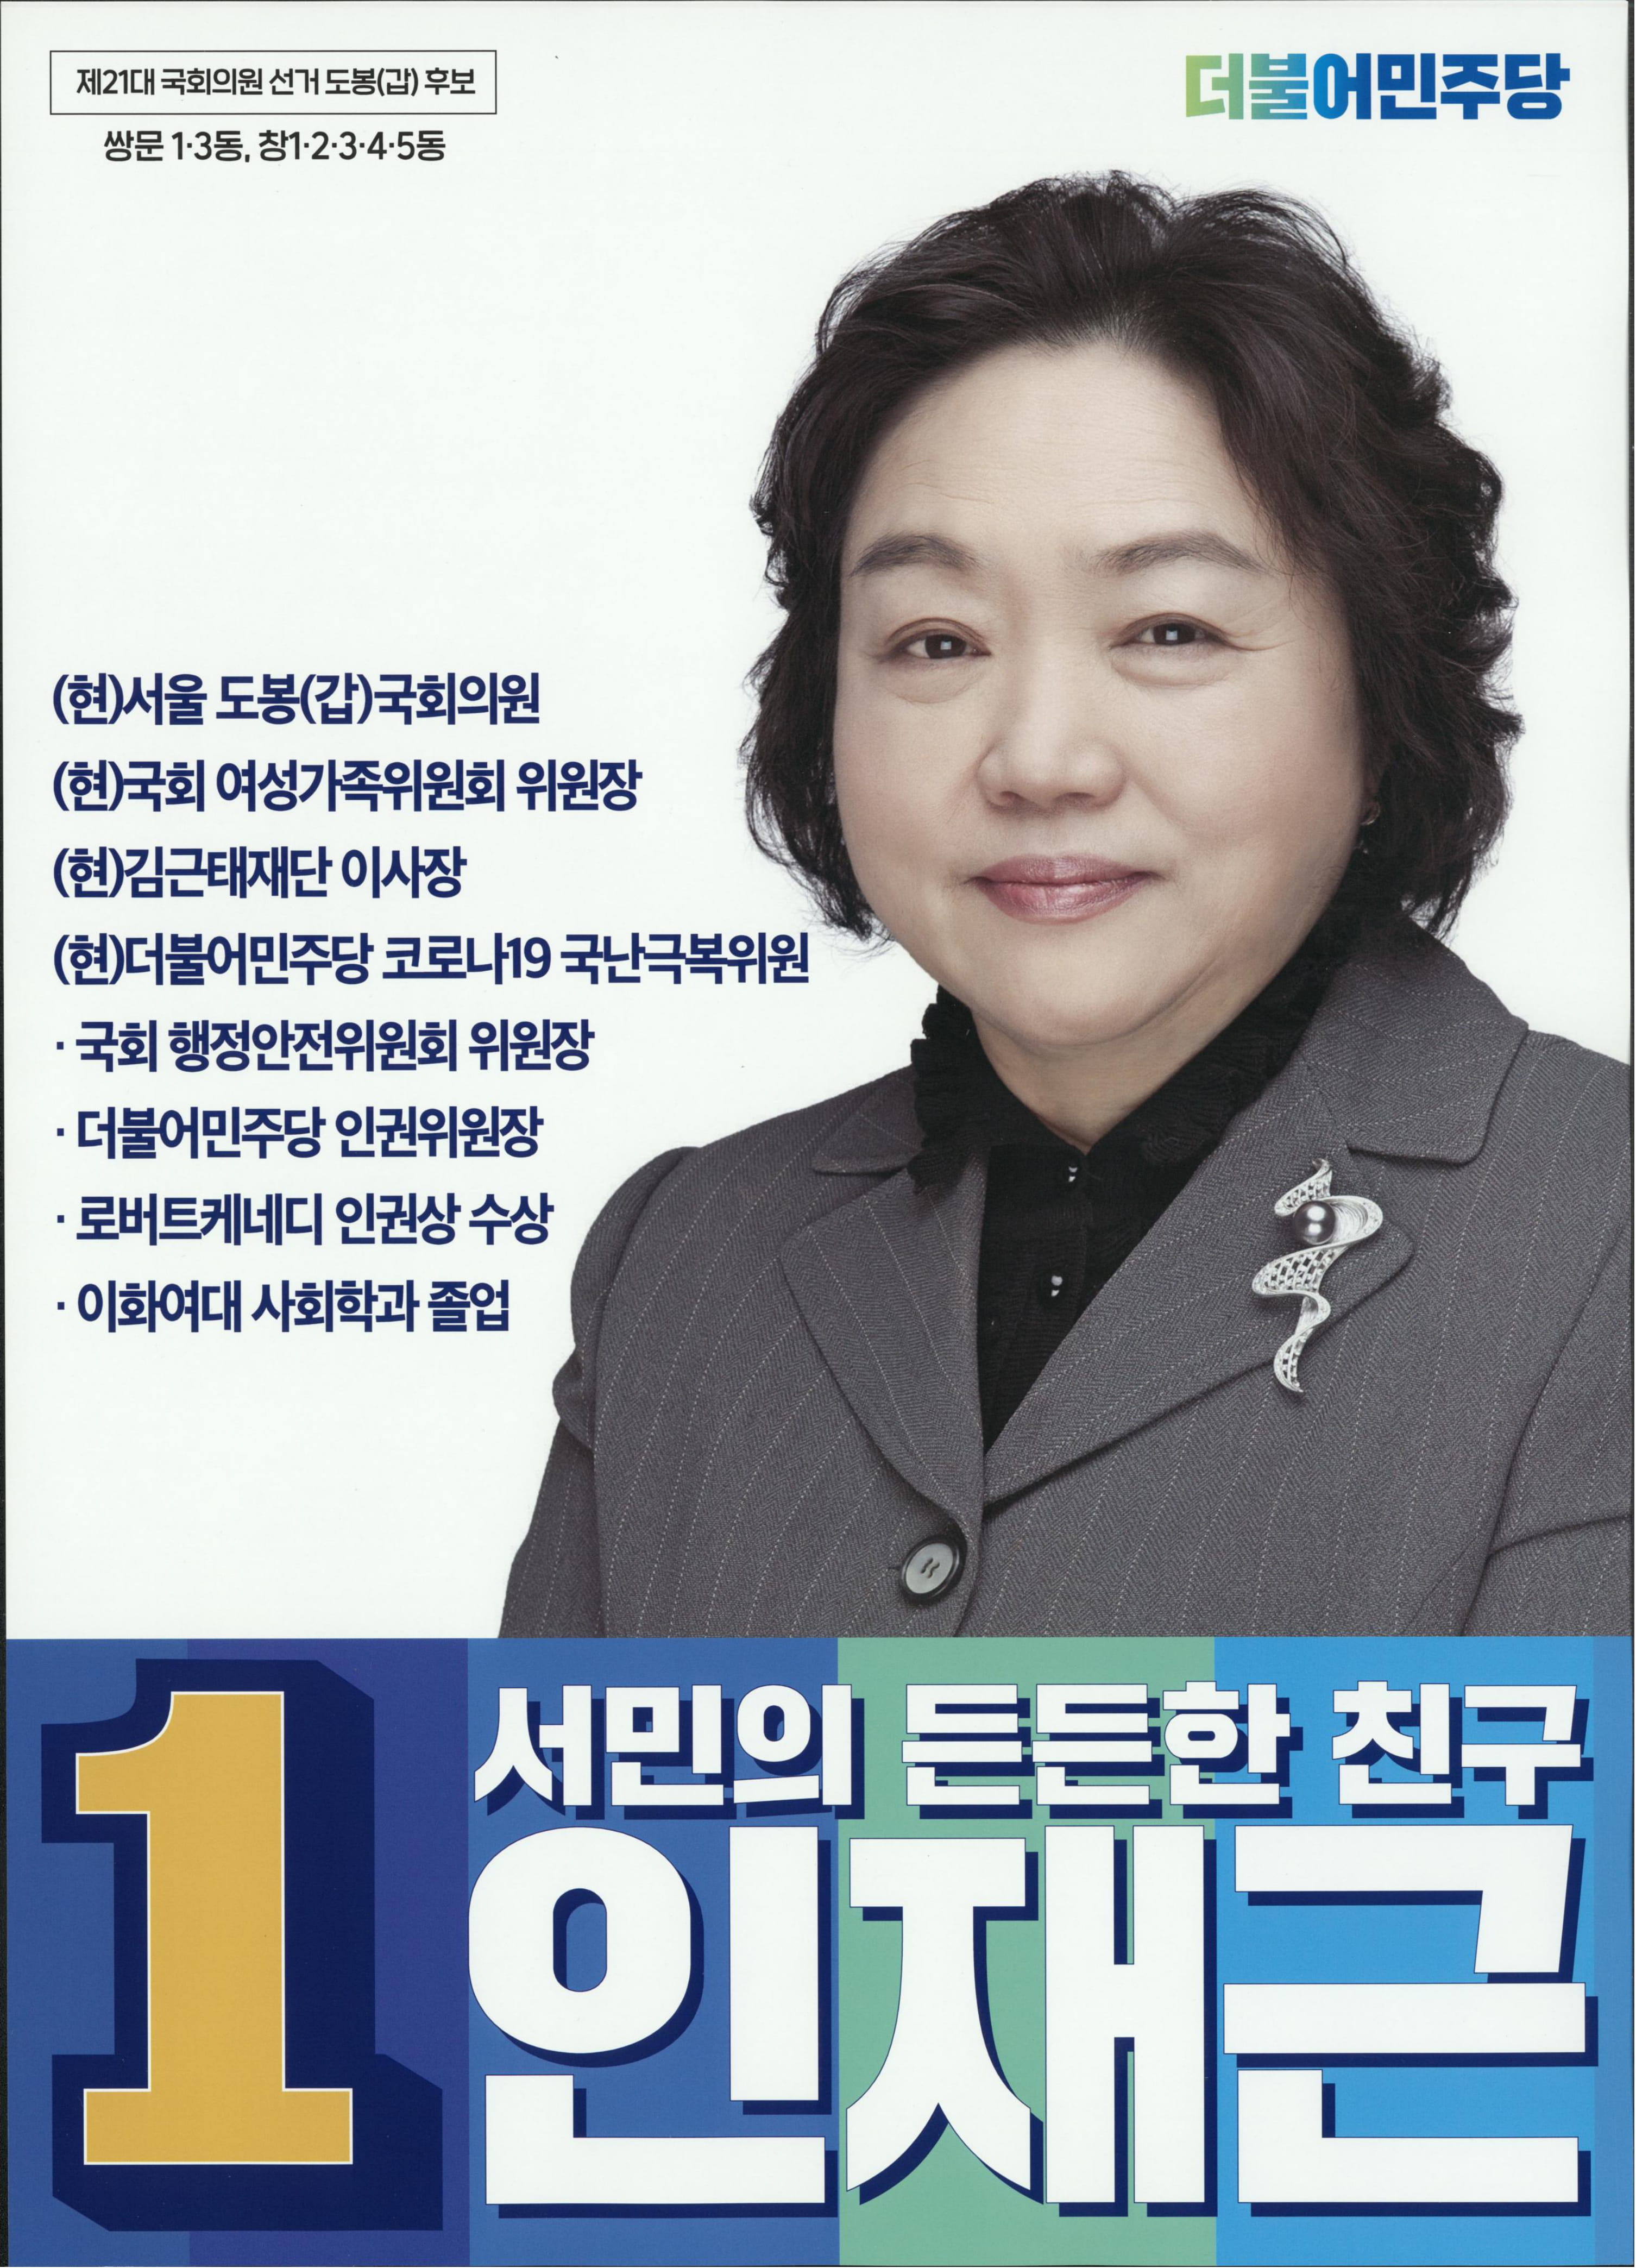 제21대 국회의원 선거 도봉(갑) 후보
쌍문 1·3동, 창1·2·3·4·5동
더불어민주당
(현)서울 도봉(갑)국회의원
(현)국회 여성가족위원회 위원장
(현)김근태재단 이사장
(현)더불어민주당 코로나19 국난극복위원
· 국회 행정안전위원회 위원장
· 더불어민주당 인권위원장
· 로버트케네디 인권상 수상
· 이화여대 사회학과 졸업
1
서민의 든든한 친구
인재근